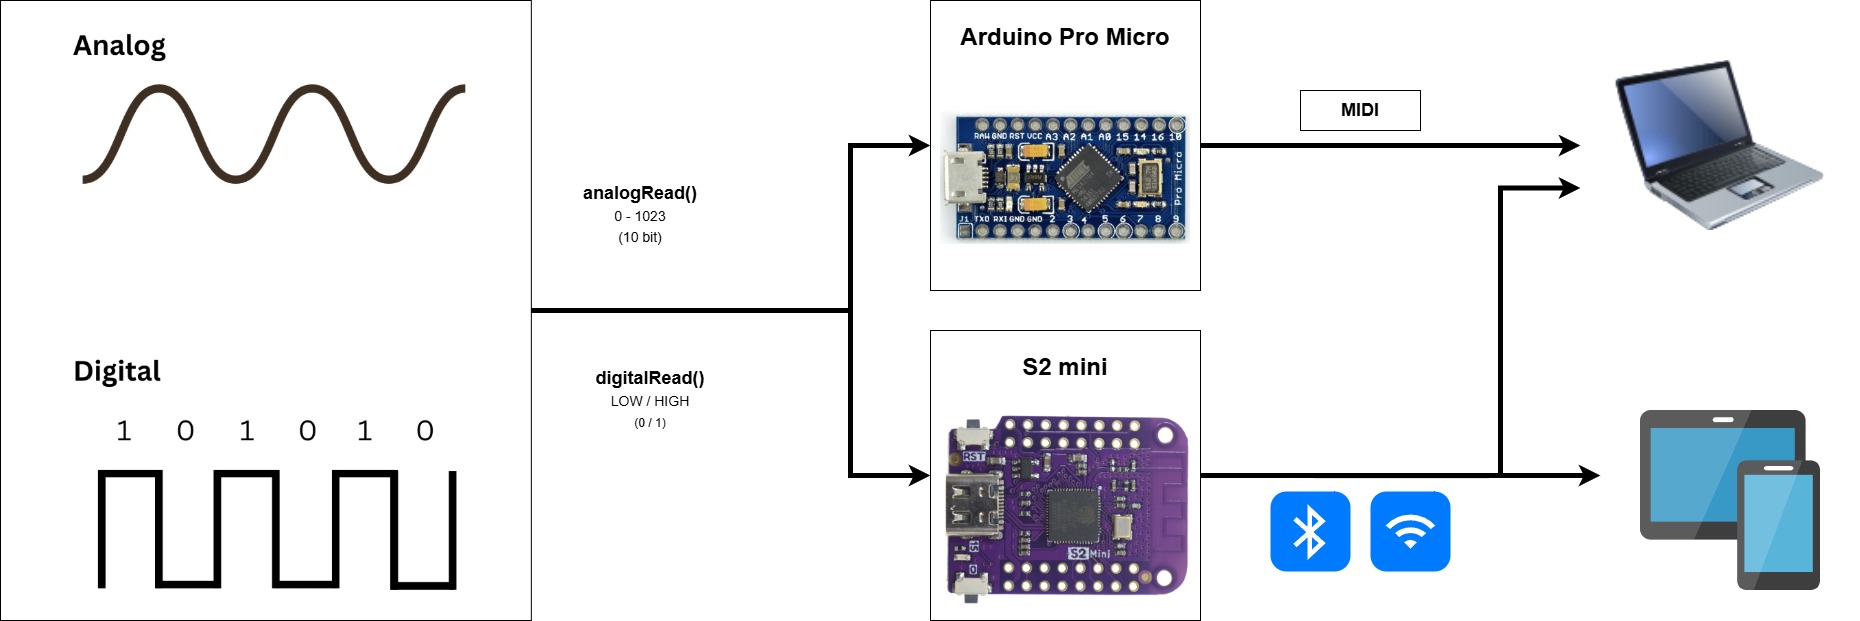 Analog
Digital
1 0 1 0 1 0
analogRead()
0 - 1023
(10 bit)
digitalRead()
LOW / HIGH
(0 / 1)
Arduino Pro Micro
RAW GND RST VCC A3 A2 A1 A0 15 14 16 10
Pro Micro
J1 TX0 RXI GND GND 2 3 4 5 6 7 8 9
S2 mini
RST
S2 Mini
0
MIDI